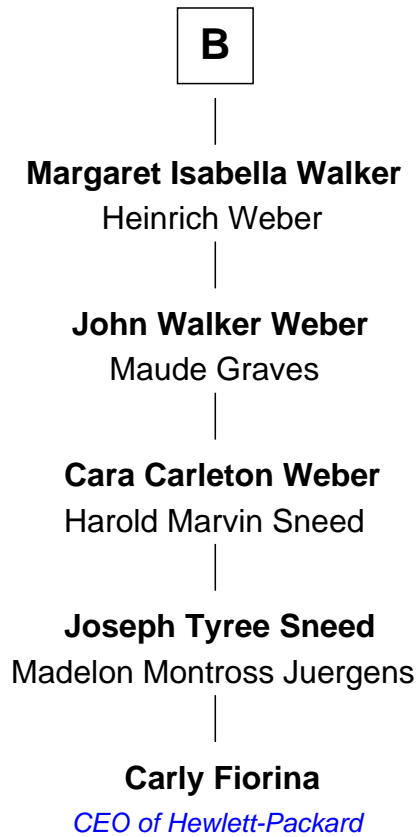 B
Margaret Isabella Walker
Heinrich Weber
John Walker Weber
Maude Graves
Cara Carleton Weber
Harold Marvin Sneed
Joseph Tyree Sneed
Madelon Montross Juergens
Carly Fiorina
CEO of Hewlett-Packard